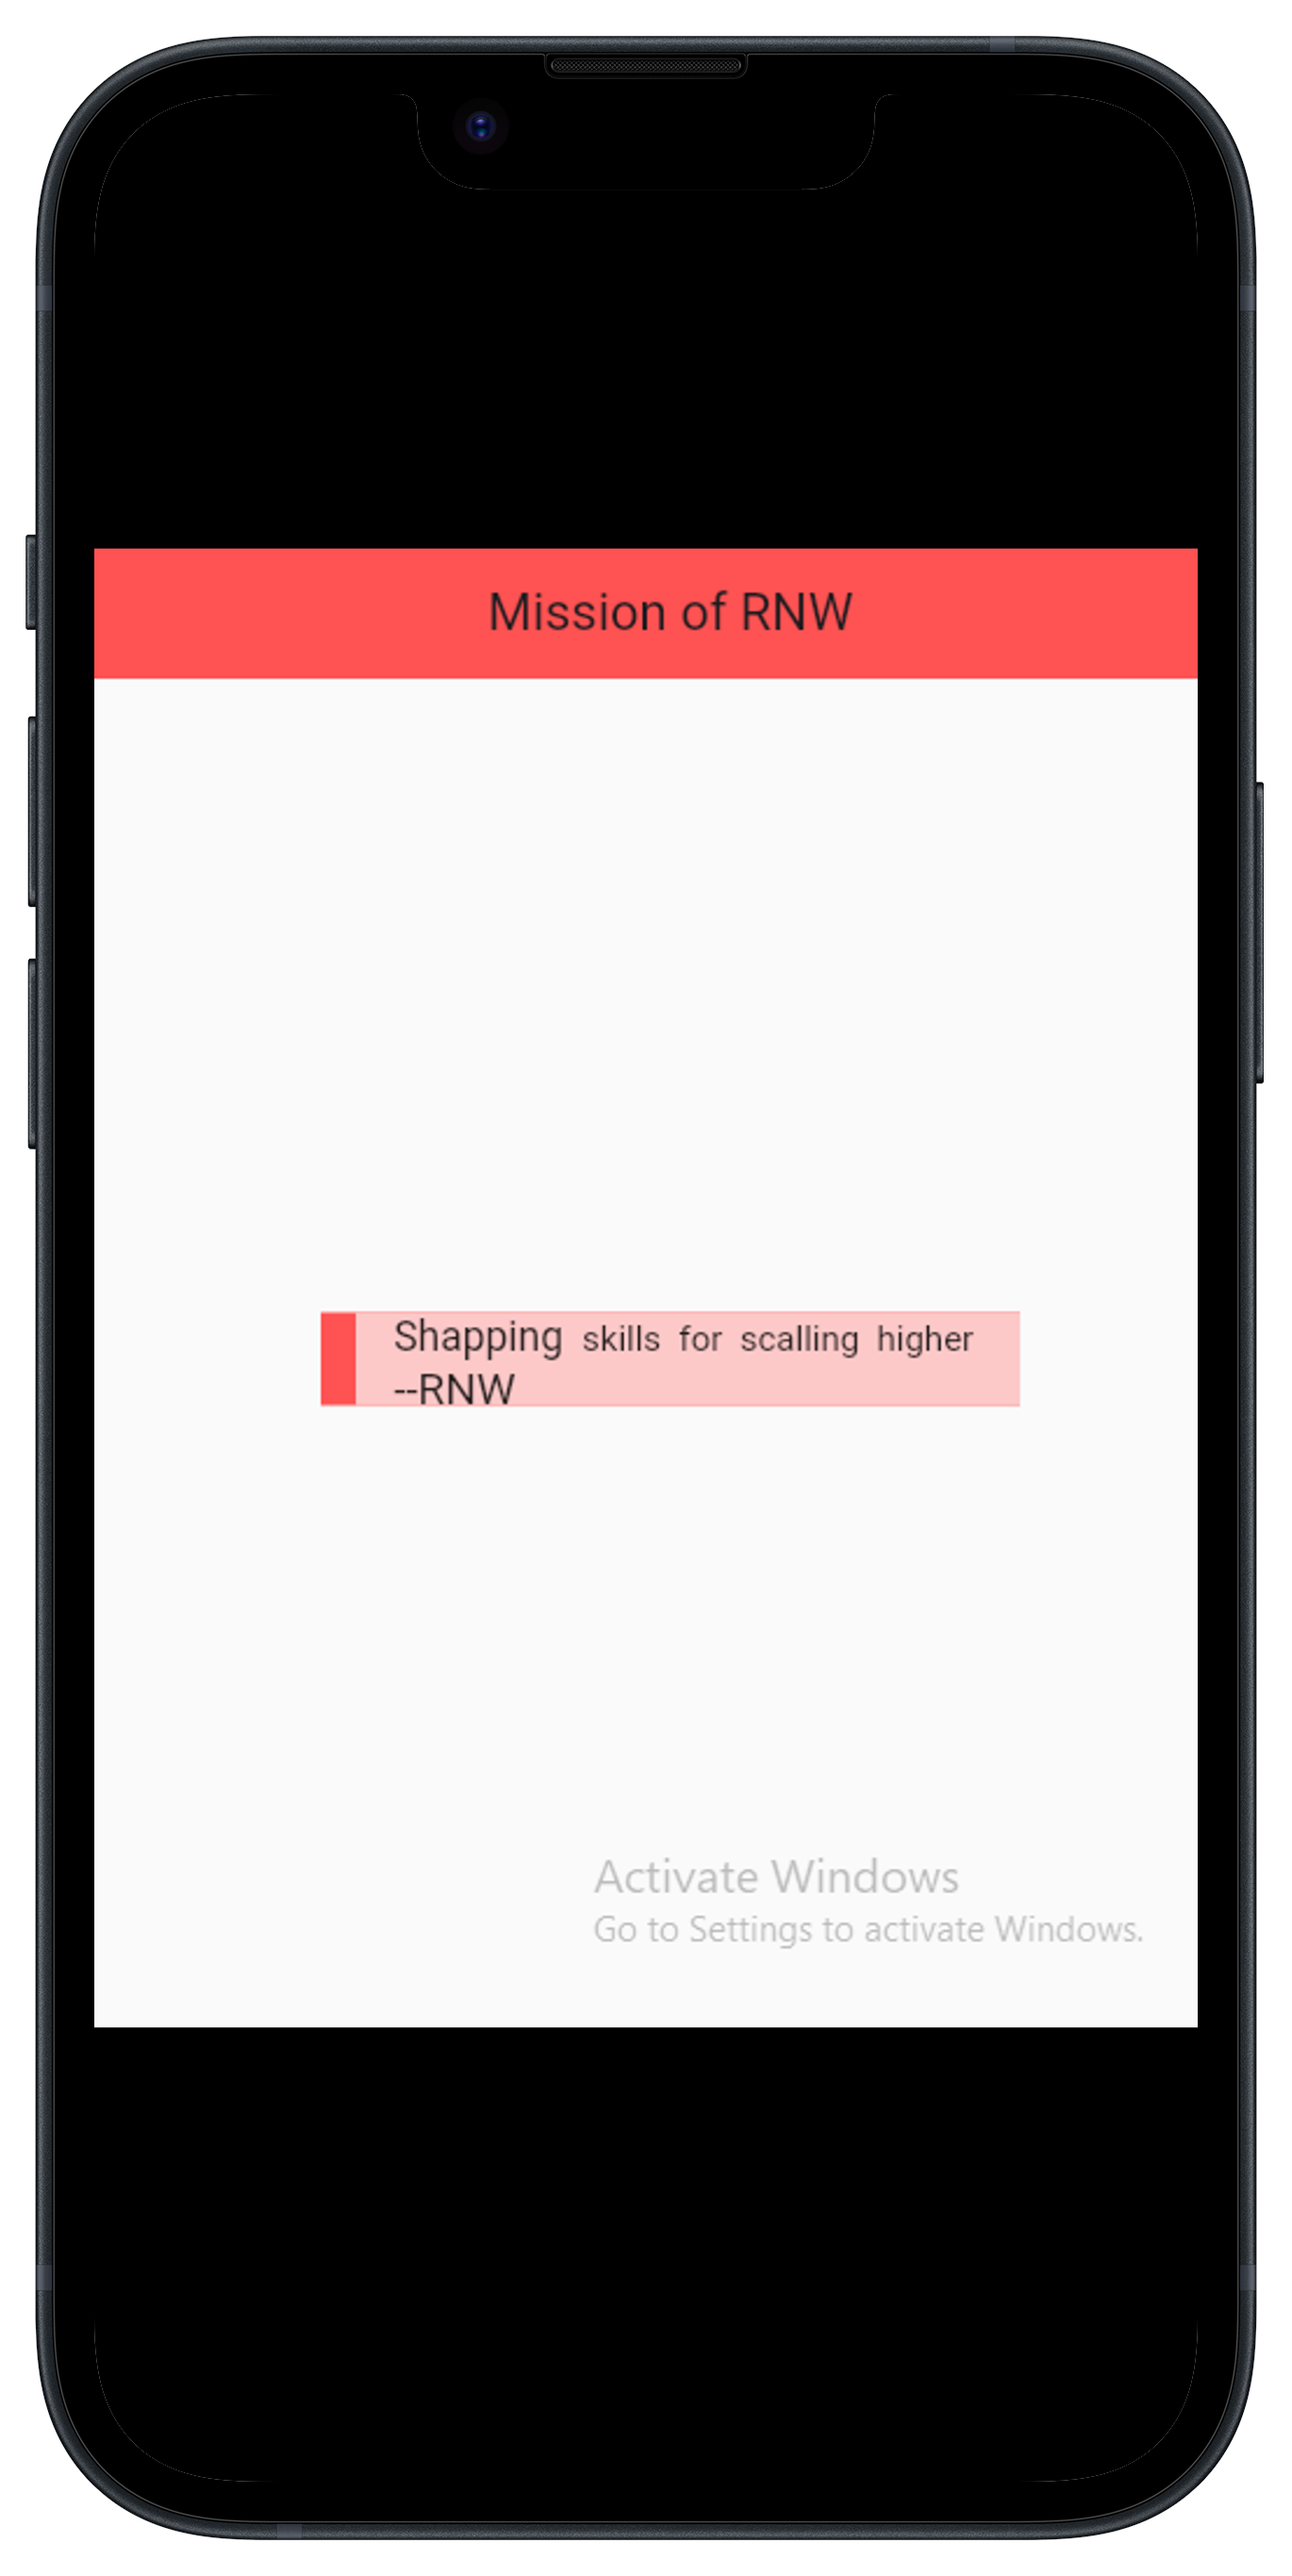 Mission of RNW
Shapping skills for scalling higher
--RNW
Activate Windows
Go to Settings to activate Windows.